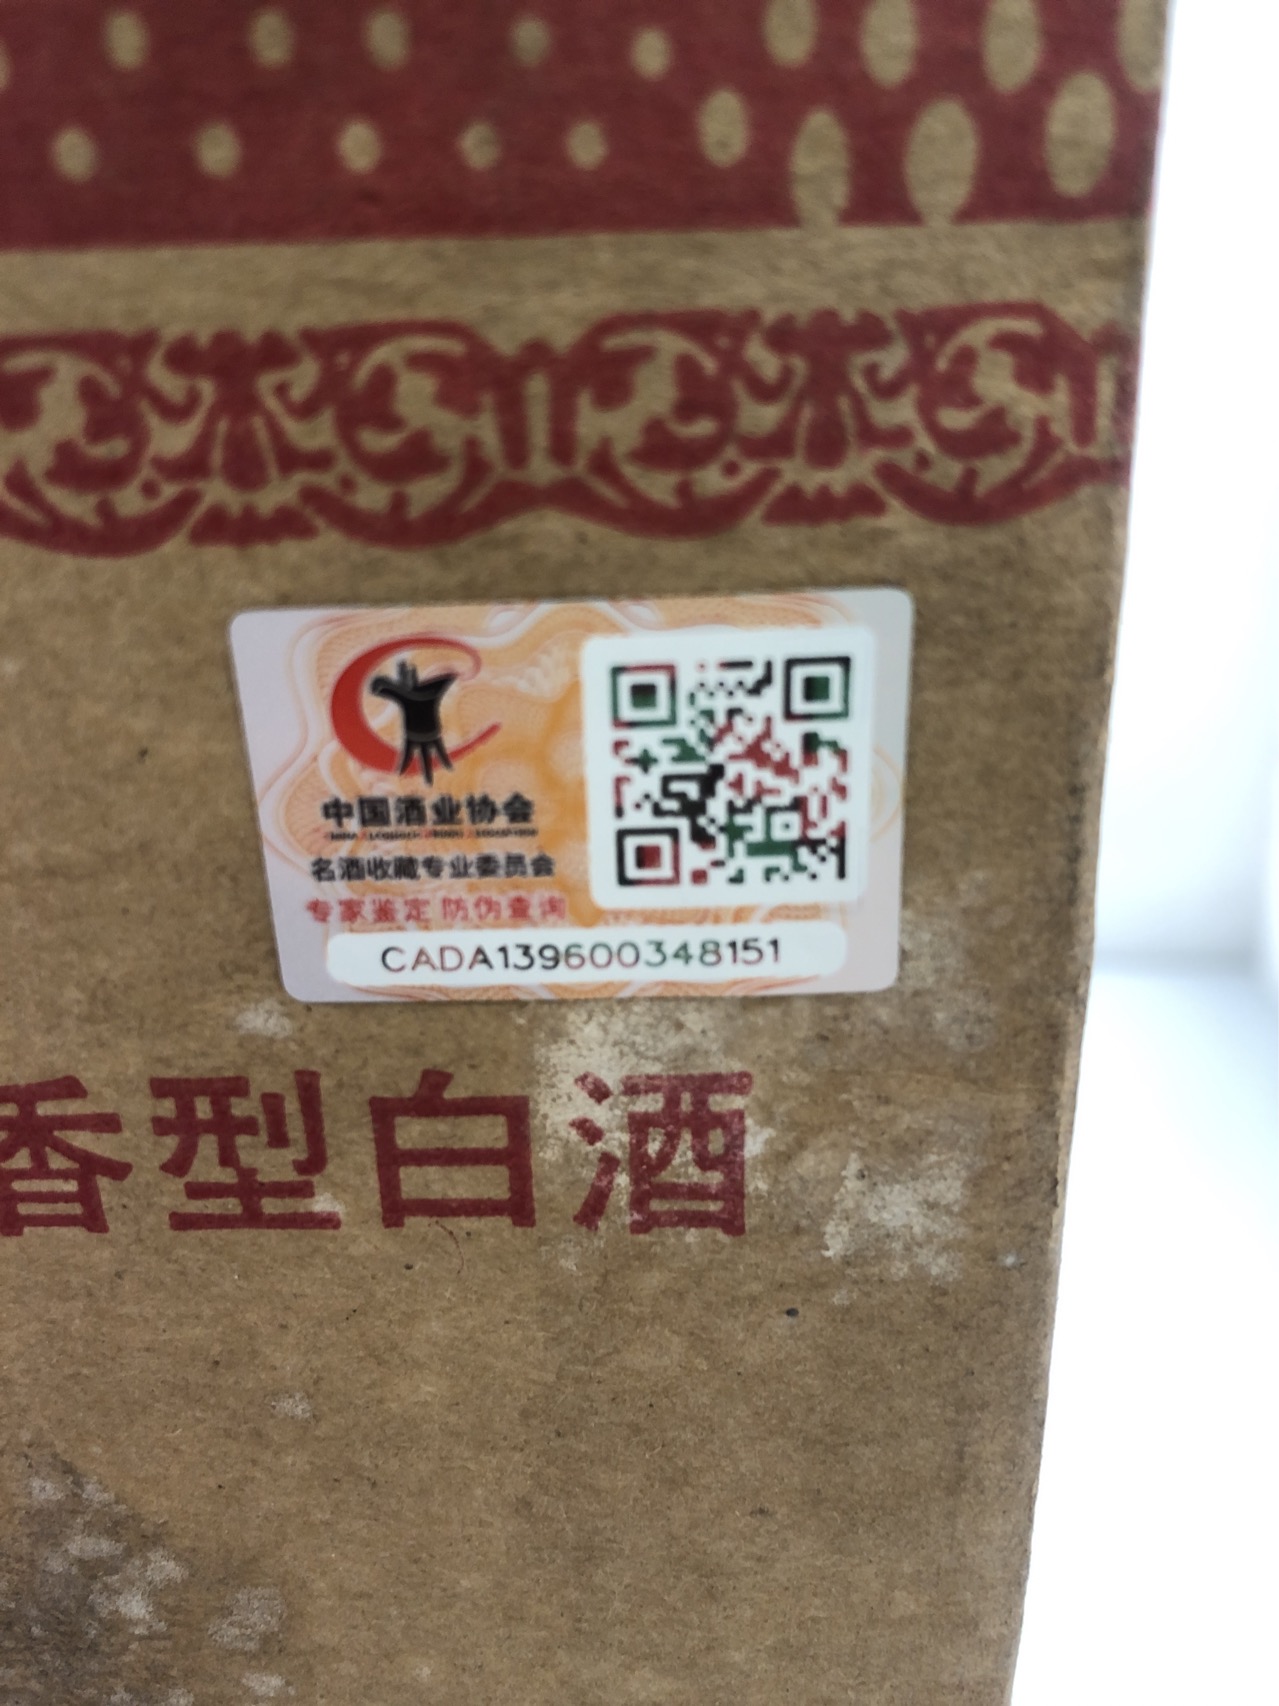 中国酒业协会
名酒收藏专业委员会
专家鉴定 防伪查询
CADA139600348151
香型白酒